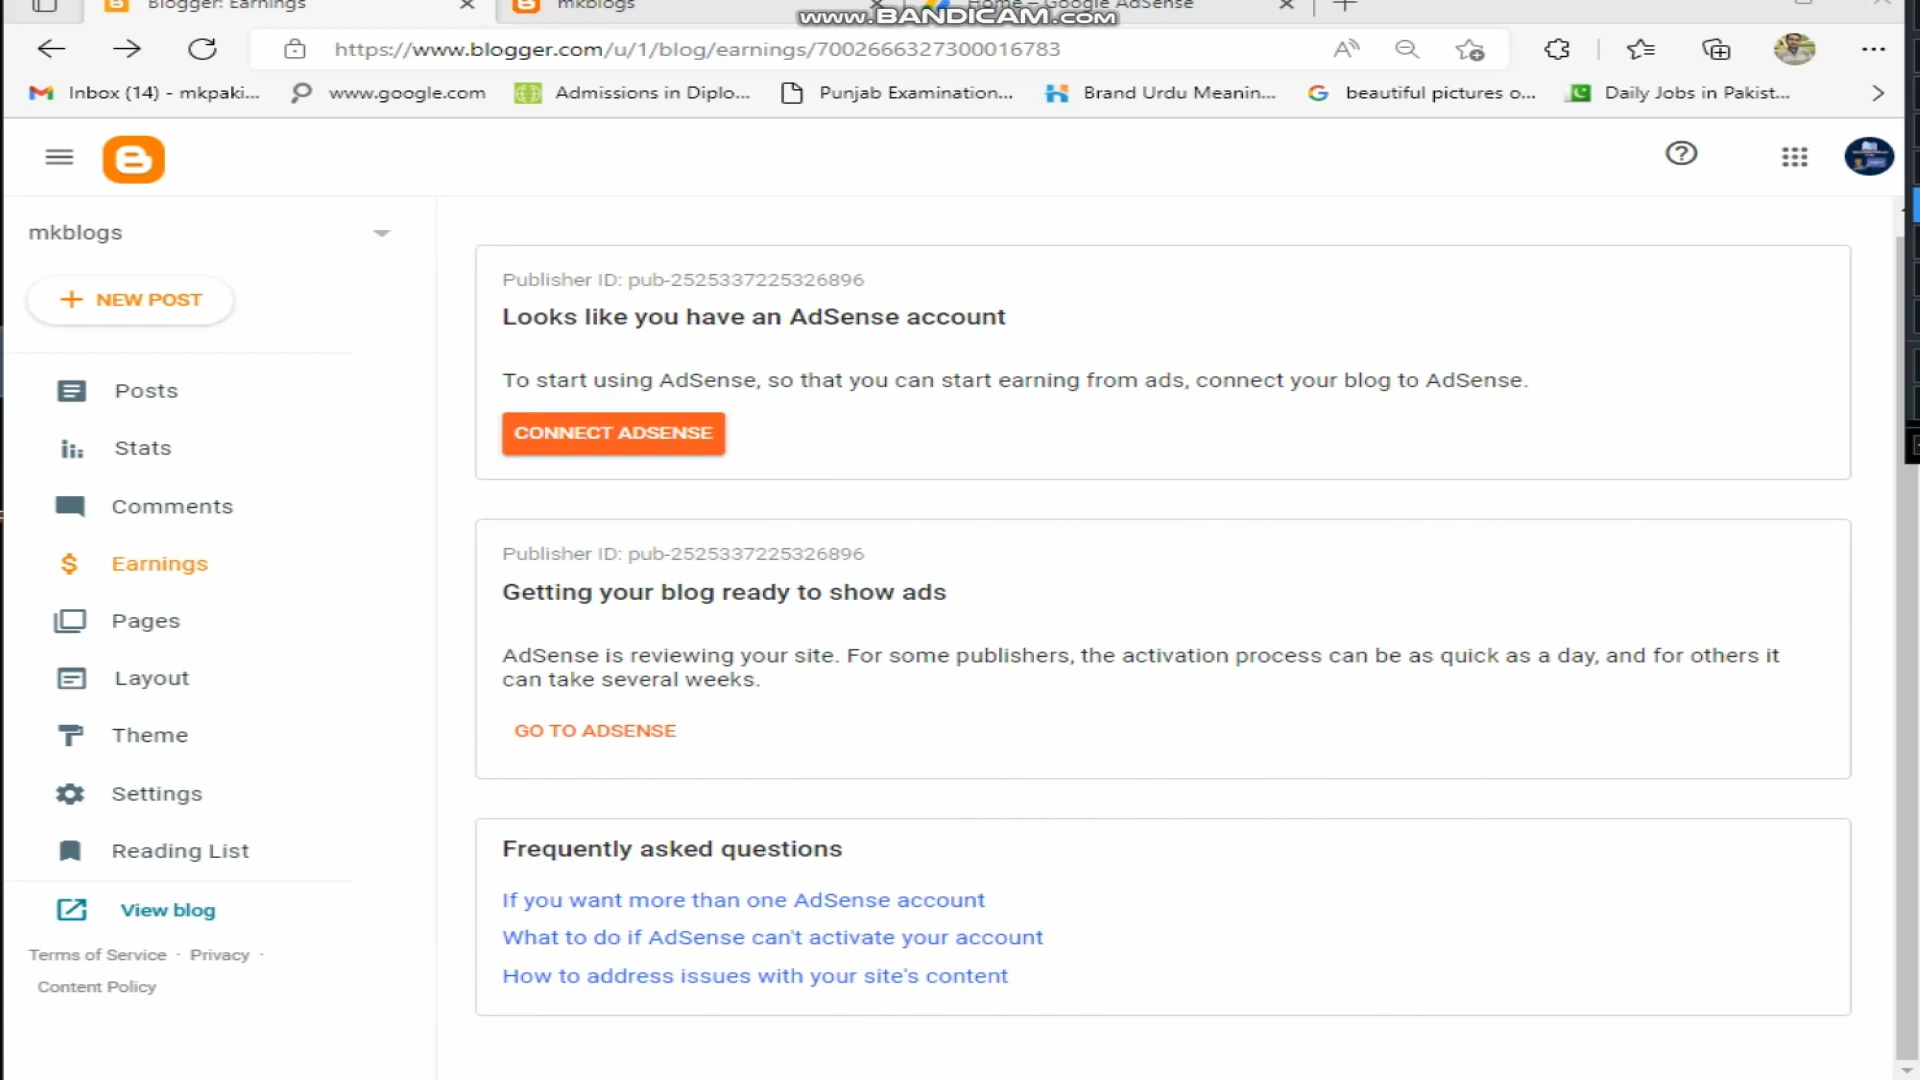 Blogger: Earnings
mkblogs
Home – Google AdSense
www.BANDICAM.com
https://www.blogger.com/u/1/blog/earnings/7002666327300016783
Inbox (14) - mkpaki...
www.google.com
Admissions in Diplo...
Punjab Examination...
Brand Urdu Meanin...
beautiful pictures o...
Daily Jobs in Pakist...
mkblogs
NEW POST
Posts
Stats
Comments
Earnings
Pages
Layout
Theme
Settings
Reading List
View blog
Terms of Service · Privacy ·
Content Policy
Publisher ID: pub-2525337225326896
Looks like you have an AdSense account
To start using AdSense, so that you can start earning from ads, connect your blog to AdSense.
CONNECT ADSENSE
Publisher ID: pub-2525337225326896
Getting your blog ready to show ads
AdSense is reviewing your site. For some publishers, the activation process can be as quick as a day, and for others it
can take several weeks.
GO TO ADSENSE
Frequently asked questions
If you want more than one AdSense account
What to do if AdSense can't activate your account
How to address issues with your site's content